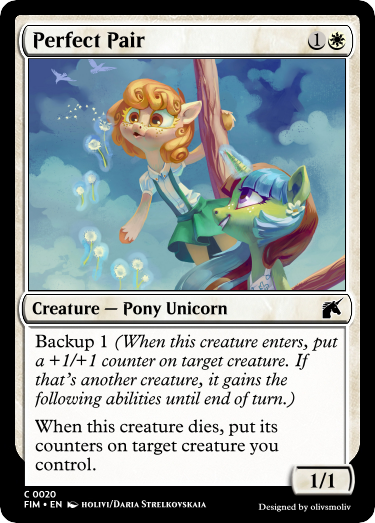 Perfect Pair 1
Creature — Pony Unicorn
Backup 1 (When this creature enters, put
a +1/+1 counter on target creature. If
that's another creature, it gains the
following abilities until end of turn.)
When this creature dies, put its
counters on target creature you
control.
1/1
C 0020
FIM • EN HOLIVI/DARIA STRELKOVSKAIA
Designed by olivsmoliv